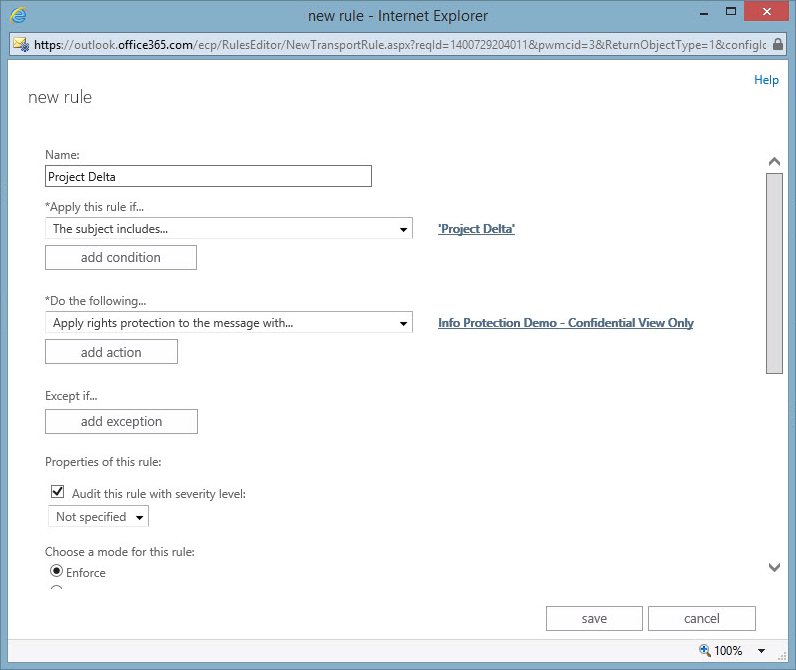 new rule - Internet Explorer
https://outlook.office365.com/ecp/RulesEditor/NewTransportRule.aspx?reqId=1400729204011&pwmcid=3&ReturnObjectType=1&configIc
Help
new rule
Name:
Project Delta
*Apply this rule if...
The subject includes...
'Project Delta'
add condition
*Do the following...
Apply rights protection to the message with...
Info Protection Demo - Confidential View Only
add action
Except if...
add exception
Properties of this rule:
Audit this rule with severity level:
Not specified
Choose a mode for this rule:
Enforce
save
cancel
100%